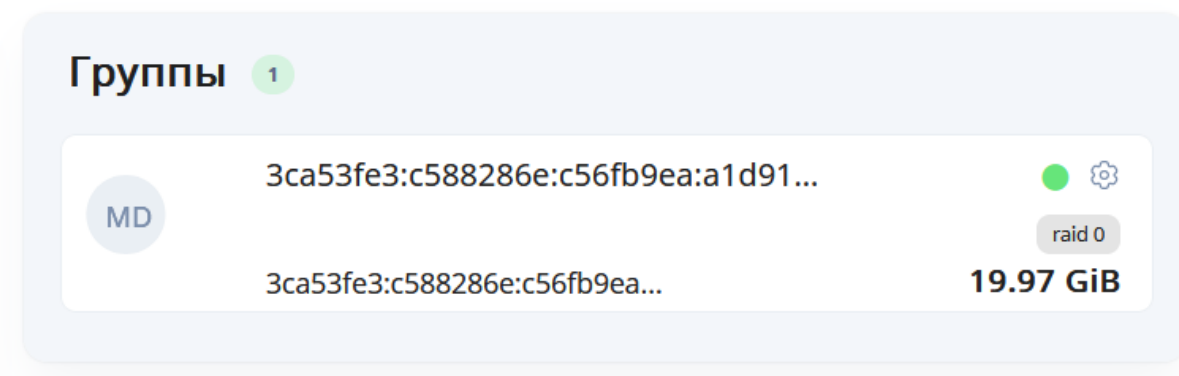 Группы 1
3ca53fe3:c588286e:c56fb9ea:a1d91...
MD
raid 0
3ca53fe3:c588286e:c56fb9ea...
19.97 GiB